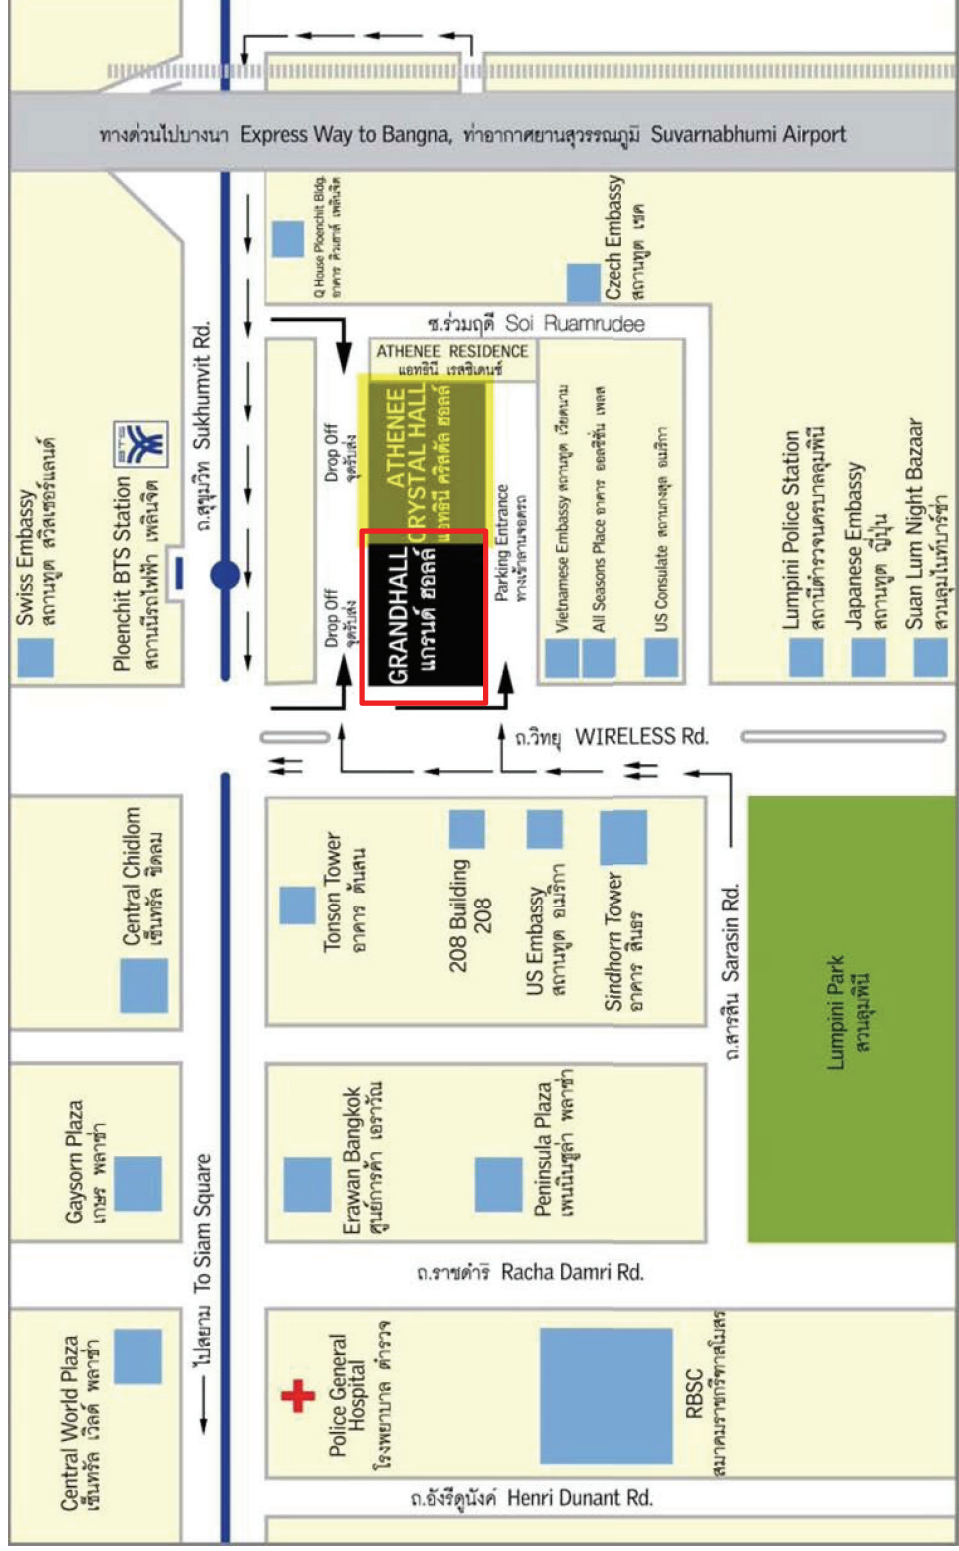 ทางด่วนไปบางนา Express Way to Bangna, ท่าอากาศยานสุวรรณภูมิ Suvarnabhumi Airport
Swiss Embassy
สถานทูต สวิสเซอร์แลนด์
Ploenchit BTS Station
สถานีรถไฟฟ้า เพลินจิต
BTS
ถ.สุขุมวิท Sukhumvit Rd.
Q House Ploenchit Bldg.
อาคาร คิวเฮาส์ เพลินจิต
Czech Embassy
สถานทูต เชค
ซ.ร่วมฤดี Soi Ruamrudee
ATHENEE RESIDENCE
แอทธินี เรสซิเดนซ์
Drop Off
จุดรับส่ง
ATHENEE
CRYSTAL HALL
แอทธินี คริสตัล ฮอลล์
Drop Off
จุดรับส่ง
GRANDHALL
แกรนด์ ฮอลล์
Parking Entrance
ทางเข้าลานจอดรถ
Vietnamese Embassy สถานทูต เวียดนาม
All Seasons Place อาคาร ออลซีซั่น เพลส
US Consulate สถานกงสุล อเมริกา
Lumpini Police Station
สถานีตำรวจนครบาลลุมพินี
Japanese Embassy
สถานทูต ญี่ปุ่น
Suan Lum Night Bazaar
สวนลุมไนท์บาร์ซ่า
ถ.วิทยุ WIRELESS Rd.
Central Chidlom
เซ็นทรัล ชิดลม
Tonson Tower
อาคาร ต้นสน
208 Building
208
US Embassy
สถานทูต อเมริกา
Sindhorn Tower
อาคาร สินธร
ถ.สารสิน Sarasin Rd.
Lumpini Park
สวนลุมพินี
Gaysorn Plaza
เกษร พลาซ่า
ไปสยาม To Siam Square
Erawan Bangkok
ศูนย์การค้า เอราวัณ
Peninsula Plaza
เพนนินซูล่า พลาซ่า
ถ.ราชดำริ Racha Damri Rd.
Central World Plaza
เซ็นทรัล เวิลด์ พลาซ่า
Police General
Hospital
โรงพยาบาล ตำรวจ
RBSC
สมาคมราชกรีฑาสโมสร
ถ.อังรีดูนังค์ Henri Dunant Rd.